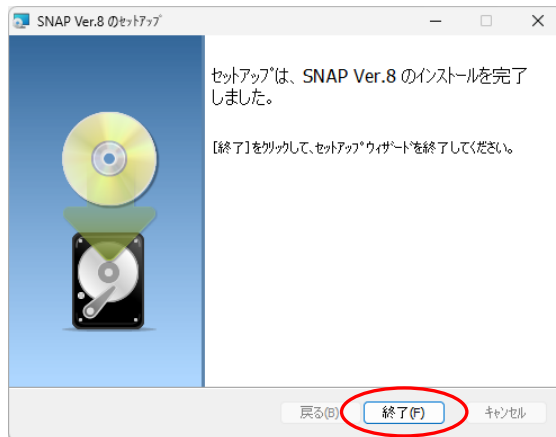 SNAP Ver.8 のｾｯﾄｱｯﾌﾟ
セットアップは、SNAP Ver.8 のインストールを完了
しました。
[終了]をクリックして、セットアップウィザードを終了してください。
戻る(B)
終了(F)
キャンセル